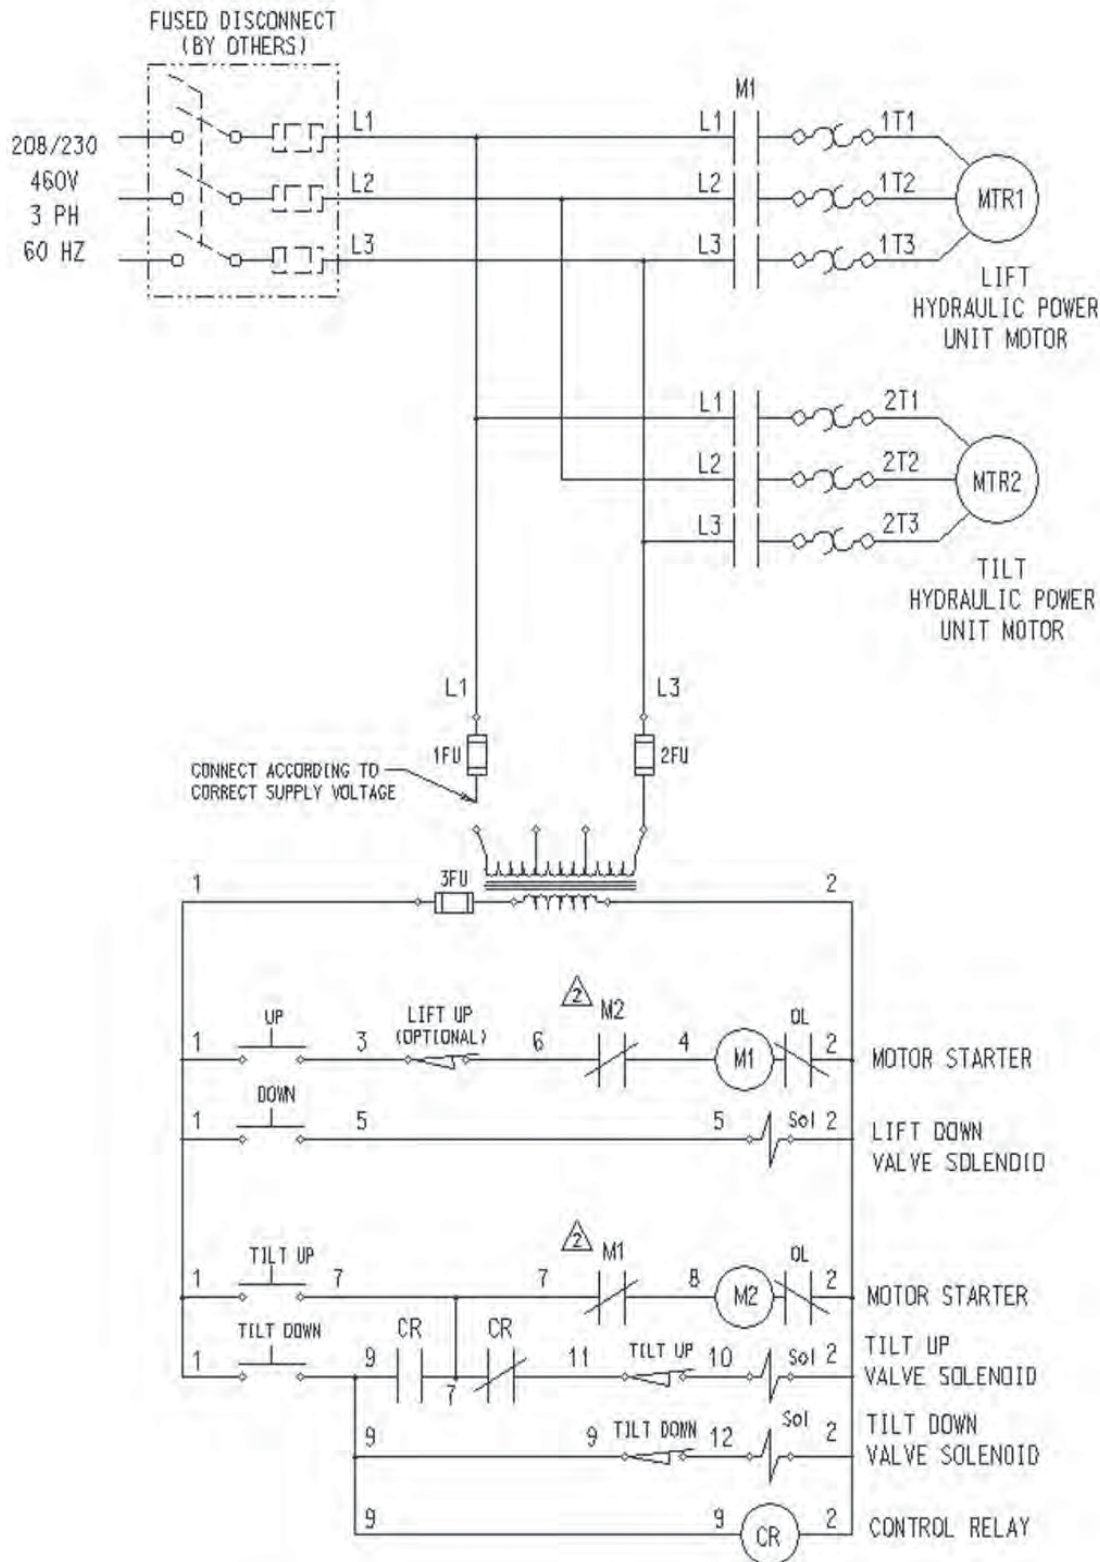 FUSED DISCONNECT
(BY OTHERS)
208/230
460V
3 PH
60 HZ
L1
L2
L3
M1
L1
L2
L3
1T1
1T2
1T3
MTR1
LIFT
HYDRAULIC POWER
UNIT MOTOR
L1
L2
L3
2T1
2T2
2T3
MTR2
TILT
HYDRAULIC POWER
UNIT MOTOR
L1
L3
1FU
2FU
CONNECT ACCORDING TO
CORRECT SUPPLY VOLTAGE
1
3FU
2
1
UP
3
LIFT UP
(OPTIONAL)
6
2
M2
4
M1
OL
2
MOTOR STARTER
1
DOWN
5
5
Sol
2
LIFT DOWN
VALVE SOLENOID
1
TILT UP
7
7
2
M1
8
M2
OL
2
MOTOR STARTER
1
TILT DOWN
9
CR
7
CR
11
TILT UP
10
Sol
2
TILT UP
VALVE SOLENOID
9
9
TILT DOWN
12
Sol
2
TILT DOWN
VALVE SOLENOID
9
9
CR
2
CONTROL RELAY